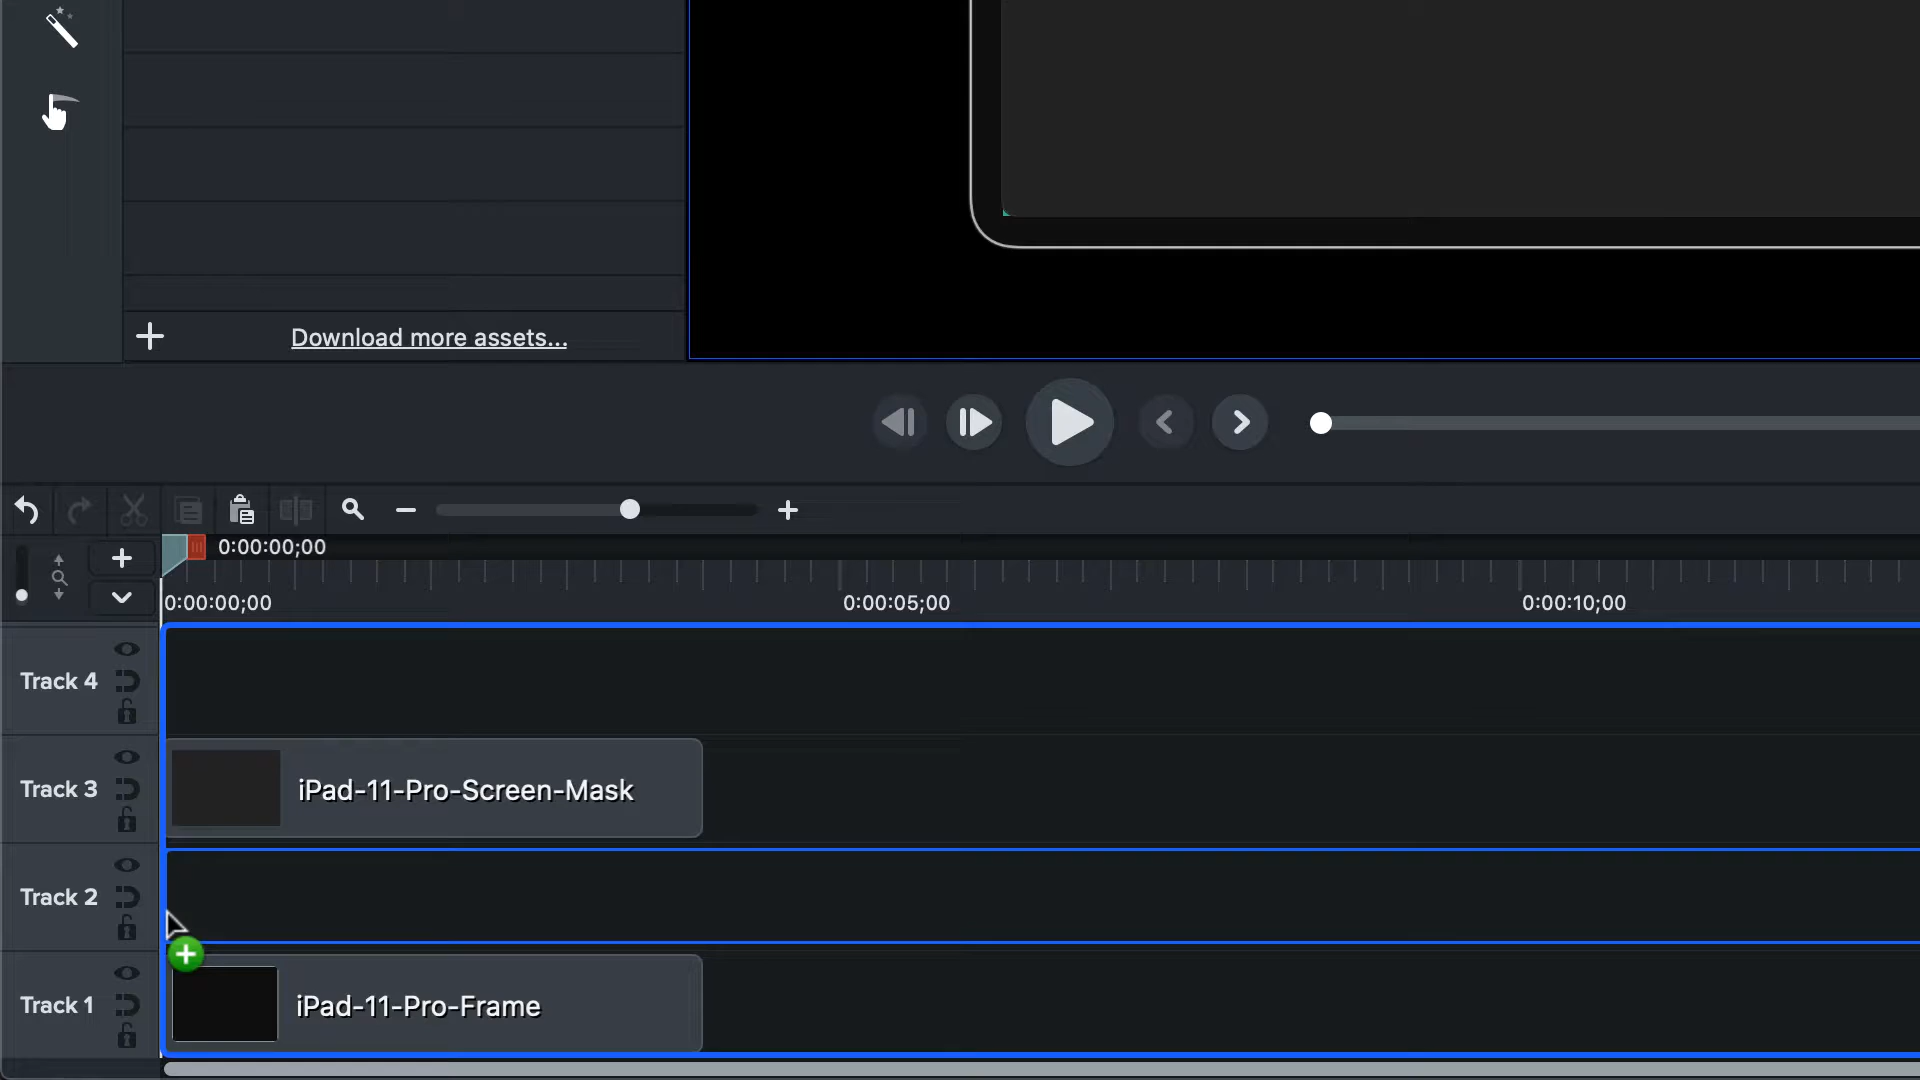 Download more assets...
0:00:00;00
0:00:00;00
0:00:05;00
0:00:10;00
Track 4
Track 3
iPad-11-Pro-Screen-Mask
Track 2
Track 1
iPad-11-Pro-Frame